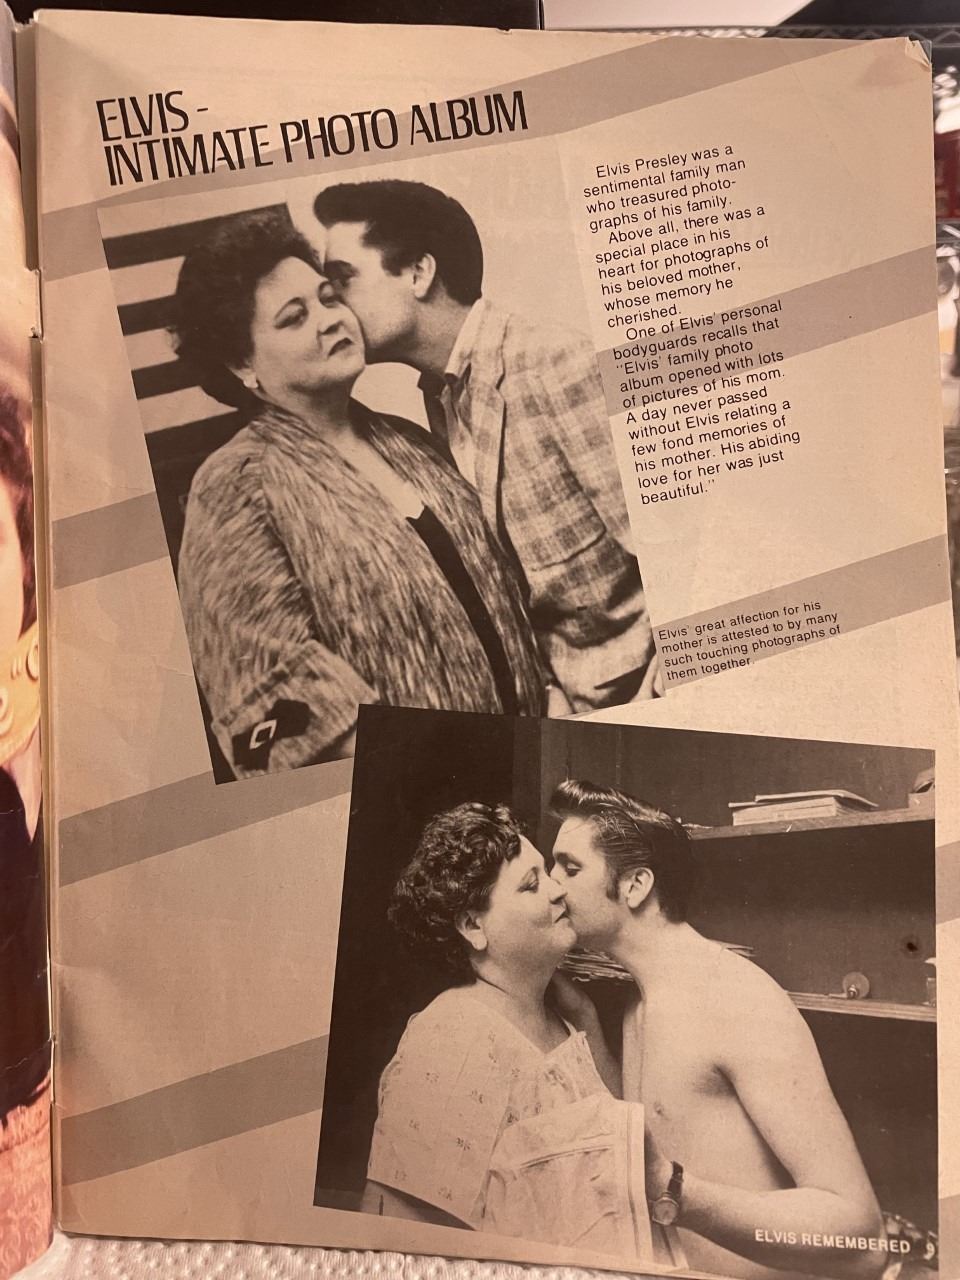 ELVIS -
INTIMATE PHOTO ALBUM
Elvis Presley was a
sentimental family man
who treasured photo-
graphs of his family.
Above all, there was a
special place in his
heart for photographs of
his beloved mother,
whose memory he
cherished.
One of Elvis' personal
bodyguards recalls that
"Elvis' family photo
album opened with lots
of pictures of his mom.
A day never passed
without Elvis relating a
few fond memories of
his mother. His abiding
love for her was just
beautiful."
Elvis' great affection for his
mother is attested to by many
such touching photographs of
them together.
ELVIS REMEMBERED 9